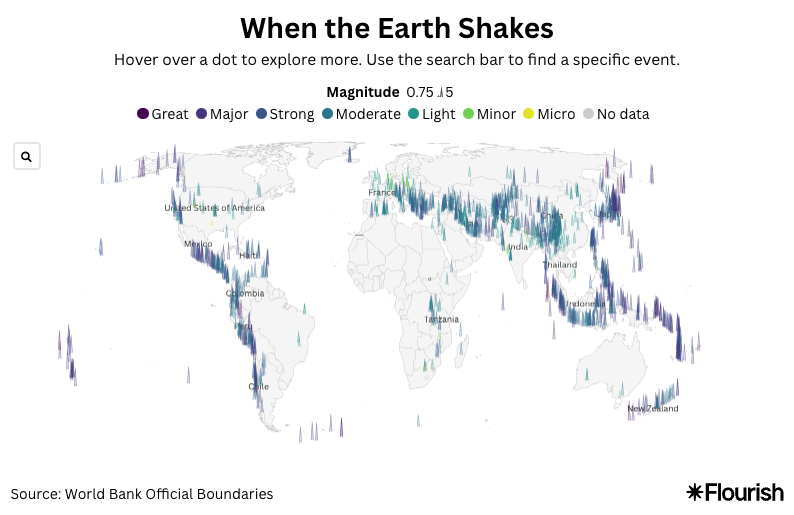 When the Earth Shakes
Hover over a dot to explore more. Use the search bar to find a specific event.
Magnitude 0.75 5
Great Major Strong Moderate Light Minor Micro No data
France
United States of America
China
Mexico
India
Haiti
Thailand
Colombia
Indonesia
Tanzania
Peru
Chile
New Zealand
Source: World Bank Official Boundaries
Flourish